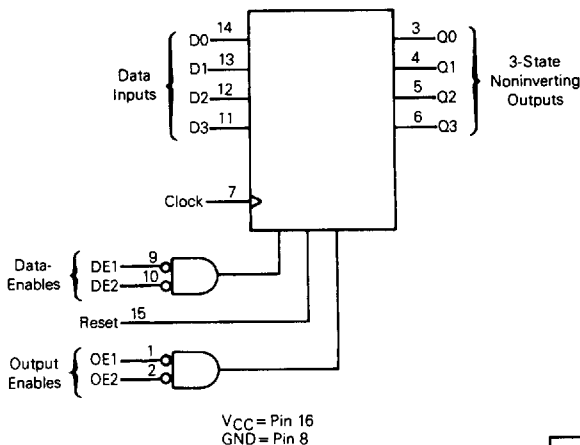 D0 14
D1 13
D2 12
D3 11
Data
Inputs
3 Q0
4 Q1
5 Q2
6 Q3
3-State
Noninverting
Outputs
Clock 7
Data-
Enables
DE1 9
DE2 10
Reset 15
Output
Enables
OE1 1
OE2 2
VCC = Pin 16
GND = Pin 8